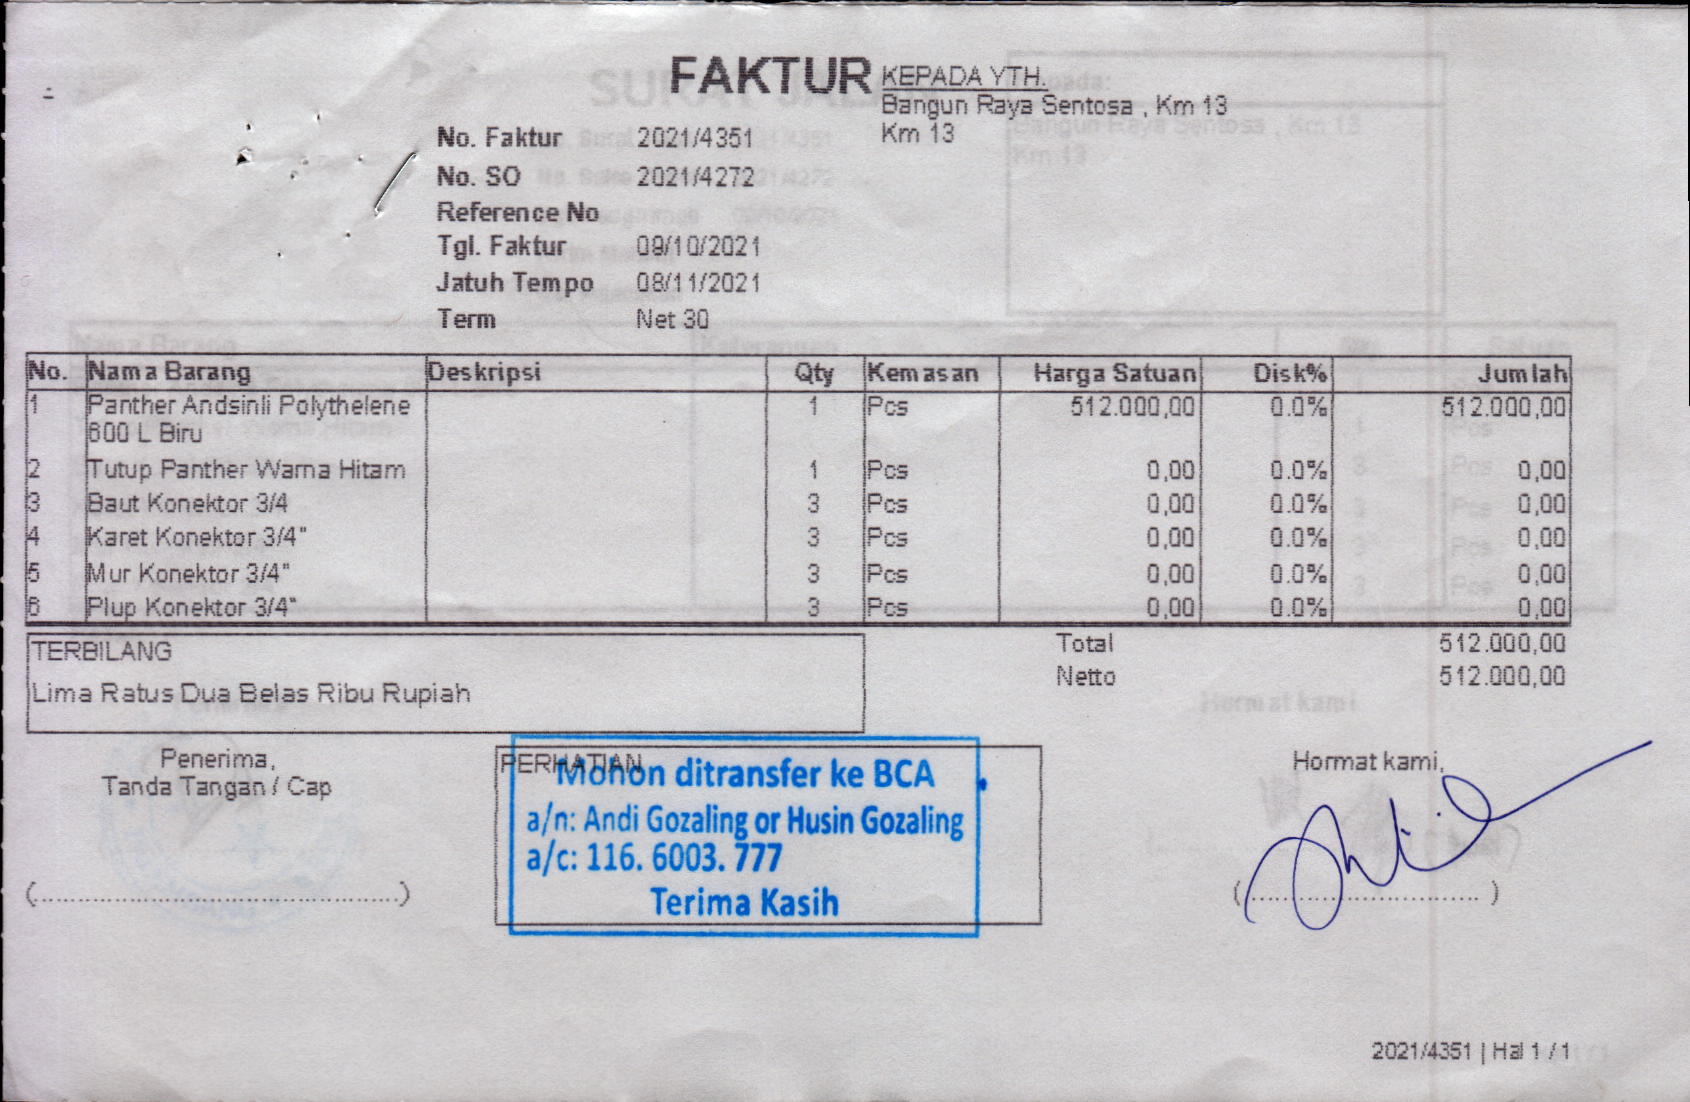 FAKTUR
KEPADA YTH.
Bangun Raya Sentosa , Km 13
Km 13
No. Faktur 2021/4351
No. SO 2021/4272
Reference No
Tgl. Faktur 09/10/2021
Jatuh Tempo 08/11/2021
Term Net 30
No. Nama Barang Deskripsi Qty Kemasan Harga Satuan Disk% Jumlah
1 Panther Andsinli Polythelene 1 Pcs 512.000,00 0.0% 512.000,00
600 L Biru
2 Tutup Panther Warna Hitam 1 Pcs 0,00 0.0% 0,00
3 Baut Konektor 3/4 3 Pcs 0,00 0.0% 0,00
4 Karet Konektor 3/4" 3 Pcs 0,00 0.0% 0,00
5 Mur Konektor 3/4" 3 Pcs 0,00 0.0% 0,00
6 Plup Konektor 3/4" 3 Pcs 0,00 0.0% 0,00
TERBILANG
Lima Ratus Dua Belas Ribu Rupiah
Total 512.000,00
Netto 512.000,00
Penerima,
Tanda Tangan / Cap
(........................................)
PERHATIAN
Mohon ditransfer ke BCA
a/n: Andi Gozaling or Husin Gozaling
a/c: 116. 6003. 777
Terima Kasih
Hormat kami,
(..............................)
2021/4351 | Hal 1 / 1